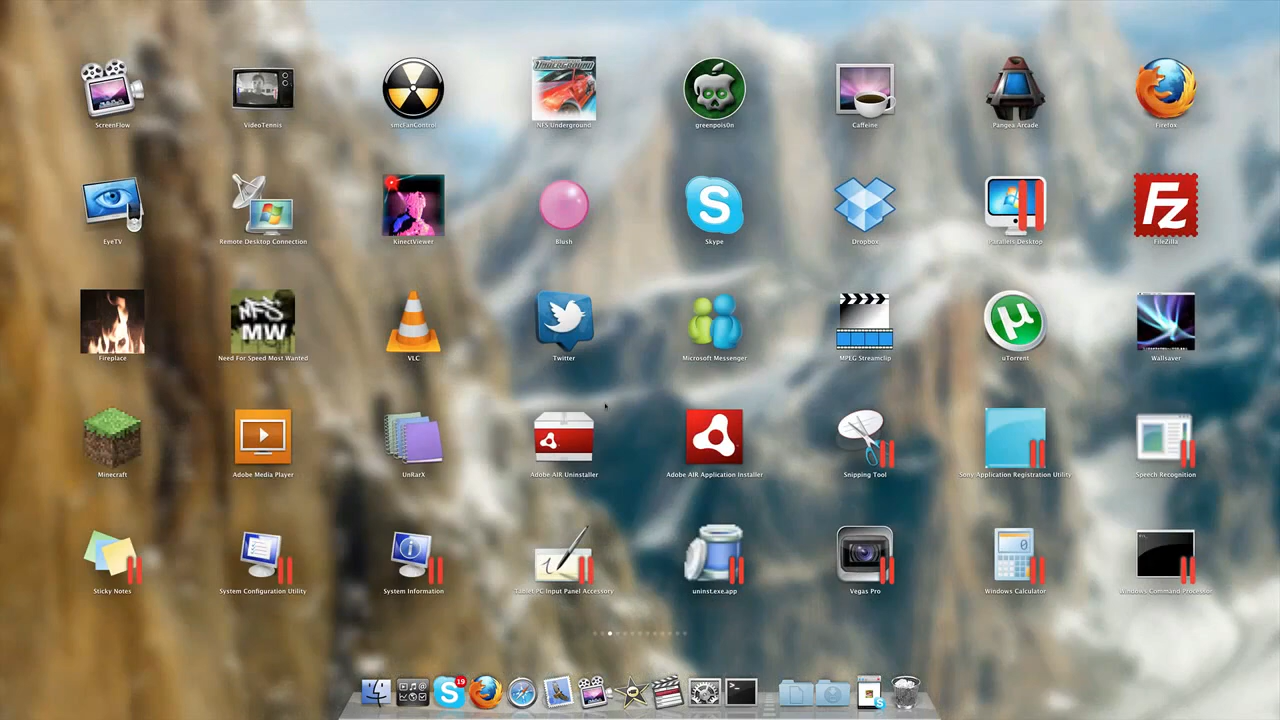 ScreenFlow
VideoTennis
smcFanControl
NFS Underground
greenpois0n
Caffeine
Pangea Arcade
Firefox
EyeTV
Remote Desktop Connection
KinectViewer
Blush
Skype
Dropbox
Parallels Desktop
FileZilla
Fireplace
Need For Speed Most Wanted
VLC
Twitter
Microsoft Messenger
MPEG Streamclip
uTorrent
Wallsaver
Minecraft
Adobe Media Player
UnRarX
Adobe AIR Uninstaller
Adobe AIR Application Installer
Snipping Tool
Sony Application Registration Utility
Speech Recognition
Sticky Notes
System Configuration Utility
System Information
Tablet PC Input Panel Accessory
uninst.exe.app
Vegas Pro
Windows Calculator
Windows Command Processor
19